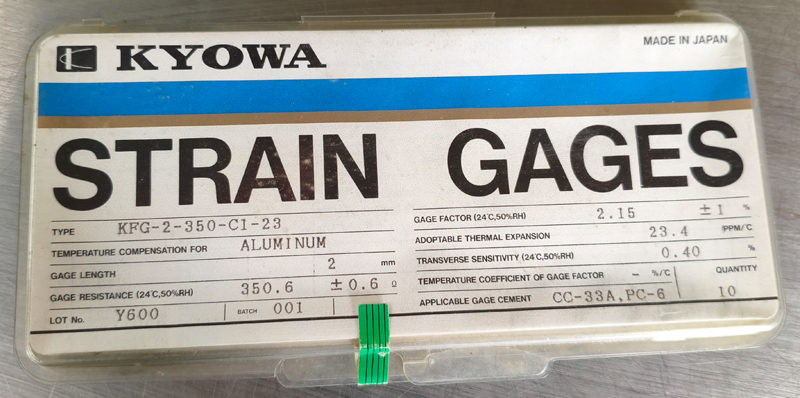 KYOWA
MADE IN JAPAN
STRAIN GAGES
TYPE KFG-2-350-C1-23
TEMPERATURE COMPENSATION FOR ALUMINUM
GAGE LENGTH 2 mm
GAGE RESISTANCE (24℃,50%RH) 350.6 ±0.6 Ω
LOT No. Y600 BATCH 001
GAGE FACTOR (24℃,50%RH) 2.15 ±1 %
ADOPTABLE THERMAL EXPANSION 23.4 PPM/℃
TRANSVERSE SENSITIVITY (24℃,50%RH) 0.40 %
TEMPERATURE COEFFICIENT OF GAGE FACTOR – %/℃
APPLICABLE GAGE CEMENT CC-33A,PC-6
QUANTITY
10